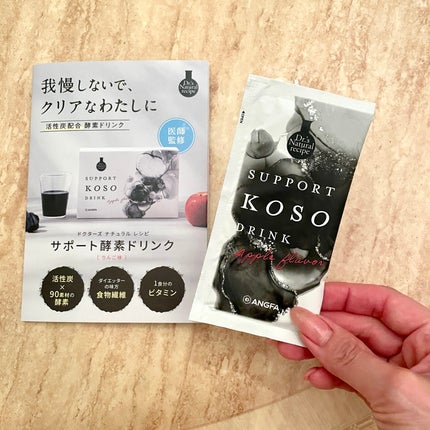 我慢しないで、
クリアなわたしに
活性炭配合 酵素ドリンク
Dr.'s
Natural
recipe
医師
監修
SUPPORT
KOSO
DRINK
apple flavor
ドクターズ ナチュラル レシピ
サポート酵素ドリンク
[りんご味]
活性炭
×
90素材の
酵素
ダイエッターの
味方
食物繊維
1食分の
ビタミン
Dr.'s
Natural
recipe
SUPPORT
KOSO
DRINK
apple flavor
ANGFA